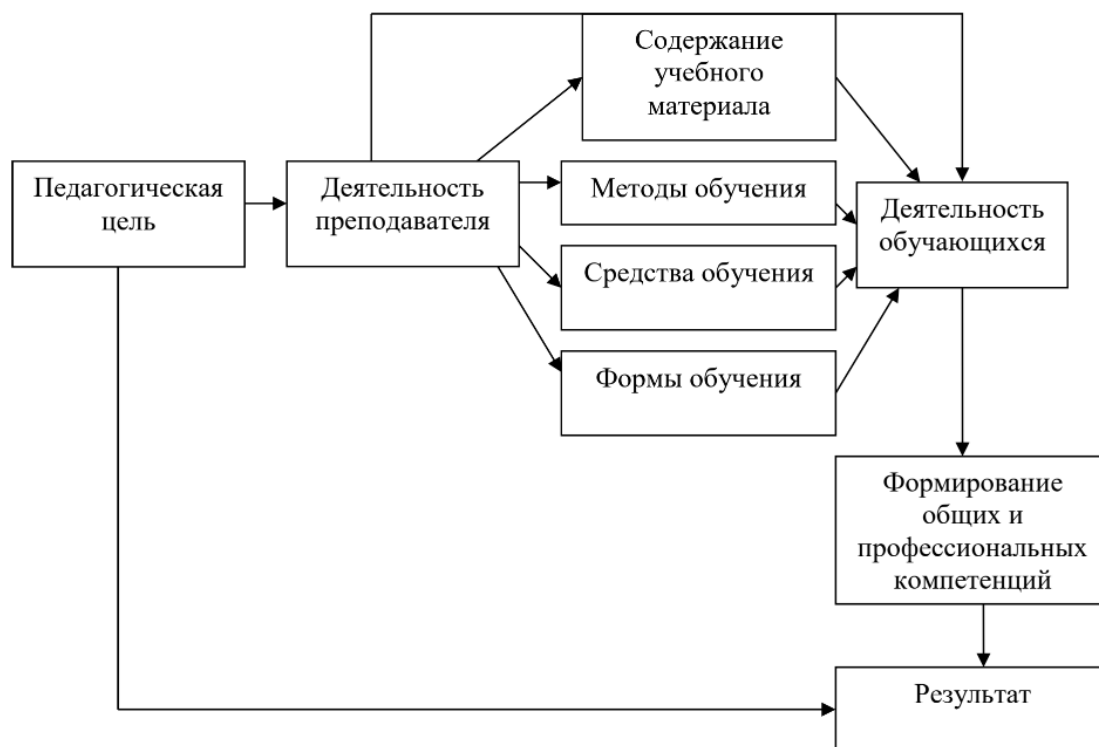 Содержание
учебного
материала
Педагогическая
цель
Деятельность
преподавателя
Методы обучения
Средства обучения
Формы обучения
Деятельность
обучающихся
Формирование
общих и
профессиональных
компетенций
Результат